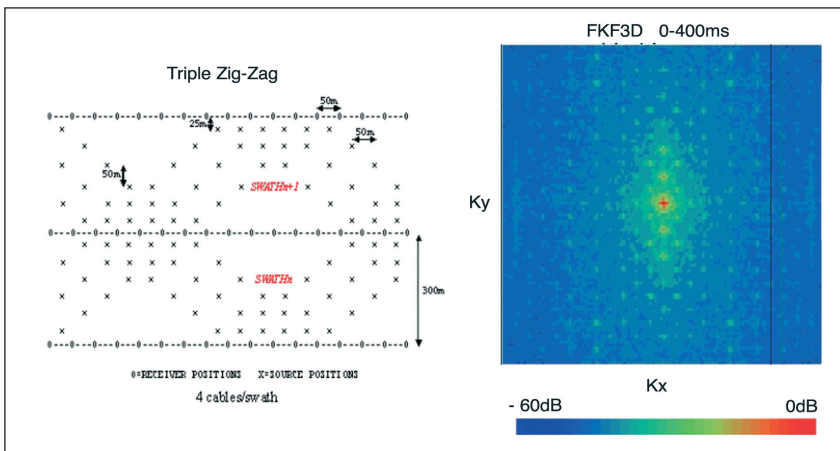 Triple Zig-Zag
50m
25m
50m
50m
SWATHn+1
SWATHn
300m
0=RECEIVER POSITIONS X=SOURCE POSITIONS
4 cables/swath
FKF3D 0-400ms
Ky
Kx
- 60dB 0dB